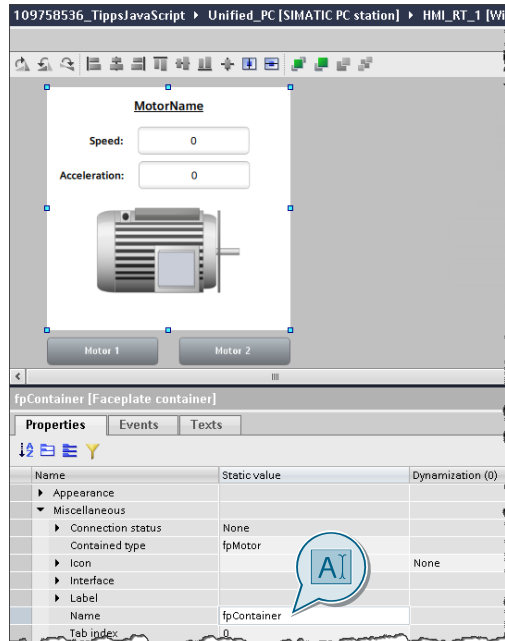 109758536_TippsJavaScript ▸ Unified_PC [SIMATIC PC station] ▸ HMI_RT_1 [Wi
MotorName
Speed: 0
Acceleration: 0
Motor 1 Motor 2
fpContainer [Faceplate container]
Properties Events Texts
Name Static value Dynamization (0)
Appearance
Miscellaneous
Connection status None
Contained type fpMotor
Icon None
Interface
Label
Name fpContainer
Tab index 0
A